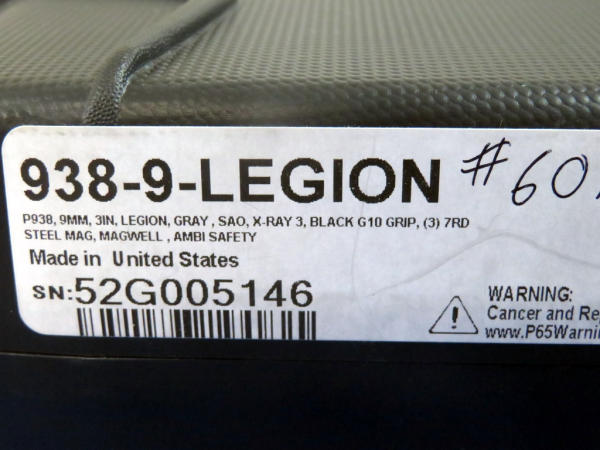 938-9-LEGION #60
P938, 9MM, 3IN, LEGION, GRAY , SAO, X-RAY 3, BLACK G10 GRIP, (3) 7RD
STEEL MAG, MAGWELL , AMBI SAFETY
Made in United States
SN:52G005146
WARNING:
Cancer and Re
www.P65Warni